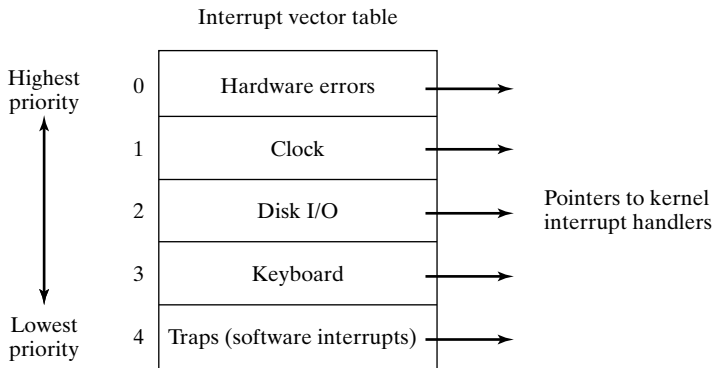 Interrupt vector table
Highest
priority
0 Hardware errors
1 Clock
2 Disk I/O
3 Keyboard
4 Traps (software interrupts)
Lowest
priority
Pointers to kernel
interrupt handlers